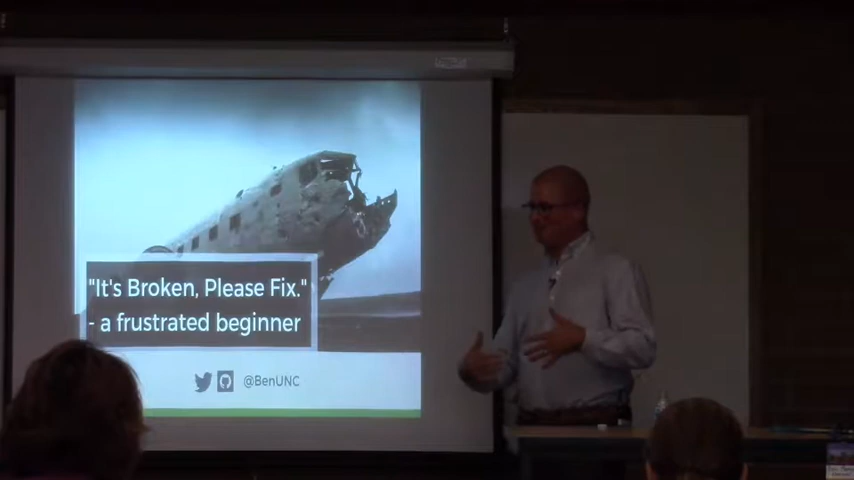 "It's Broken, Please Fix."
- a frustrated beginner
@BenUNC